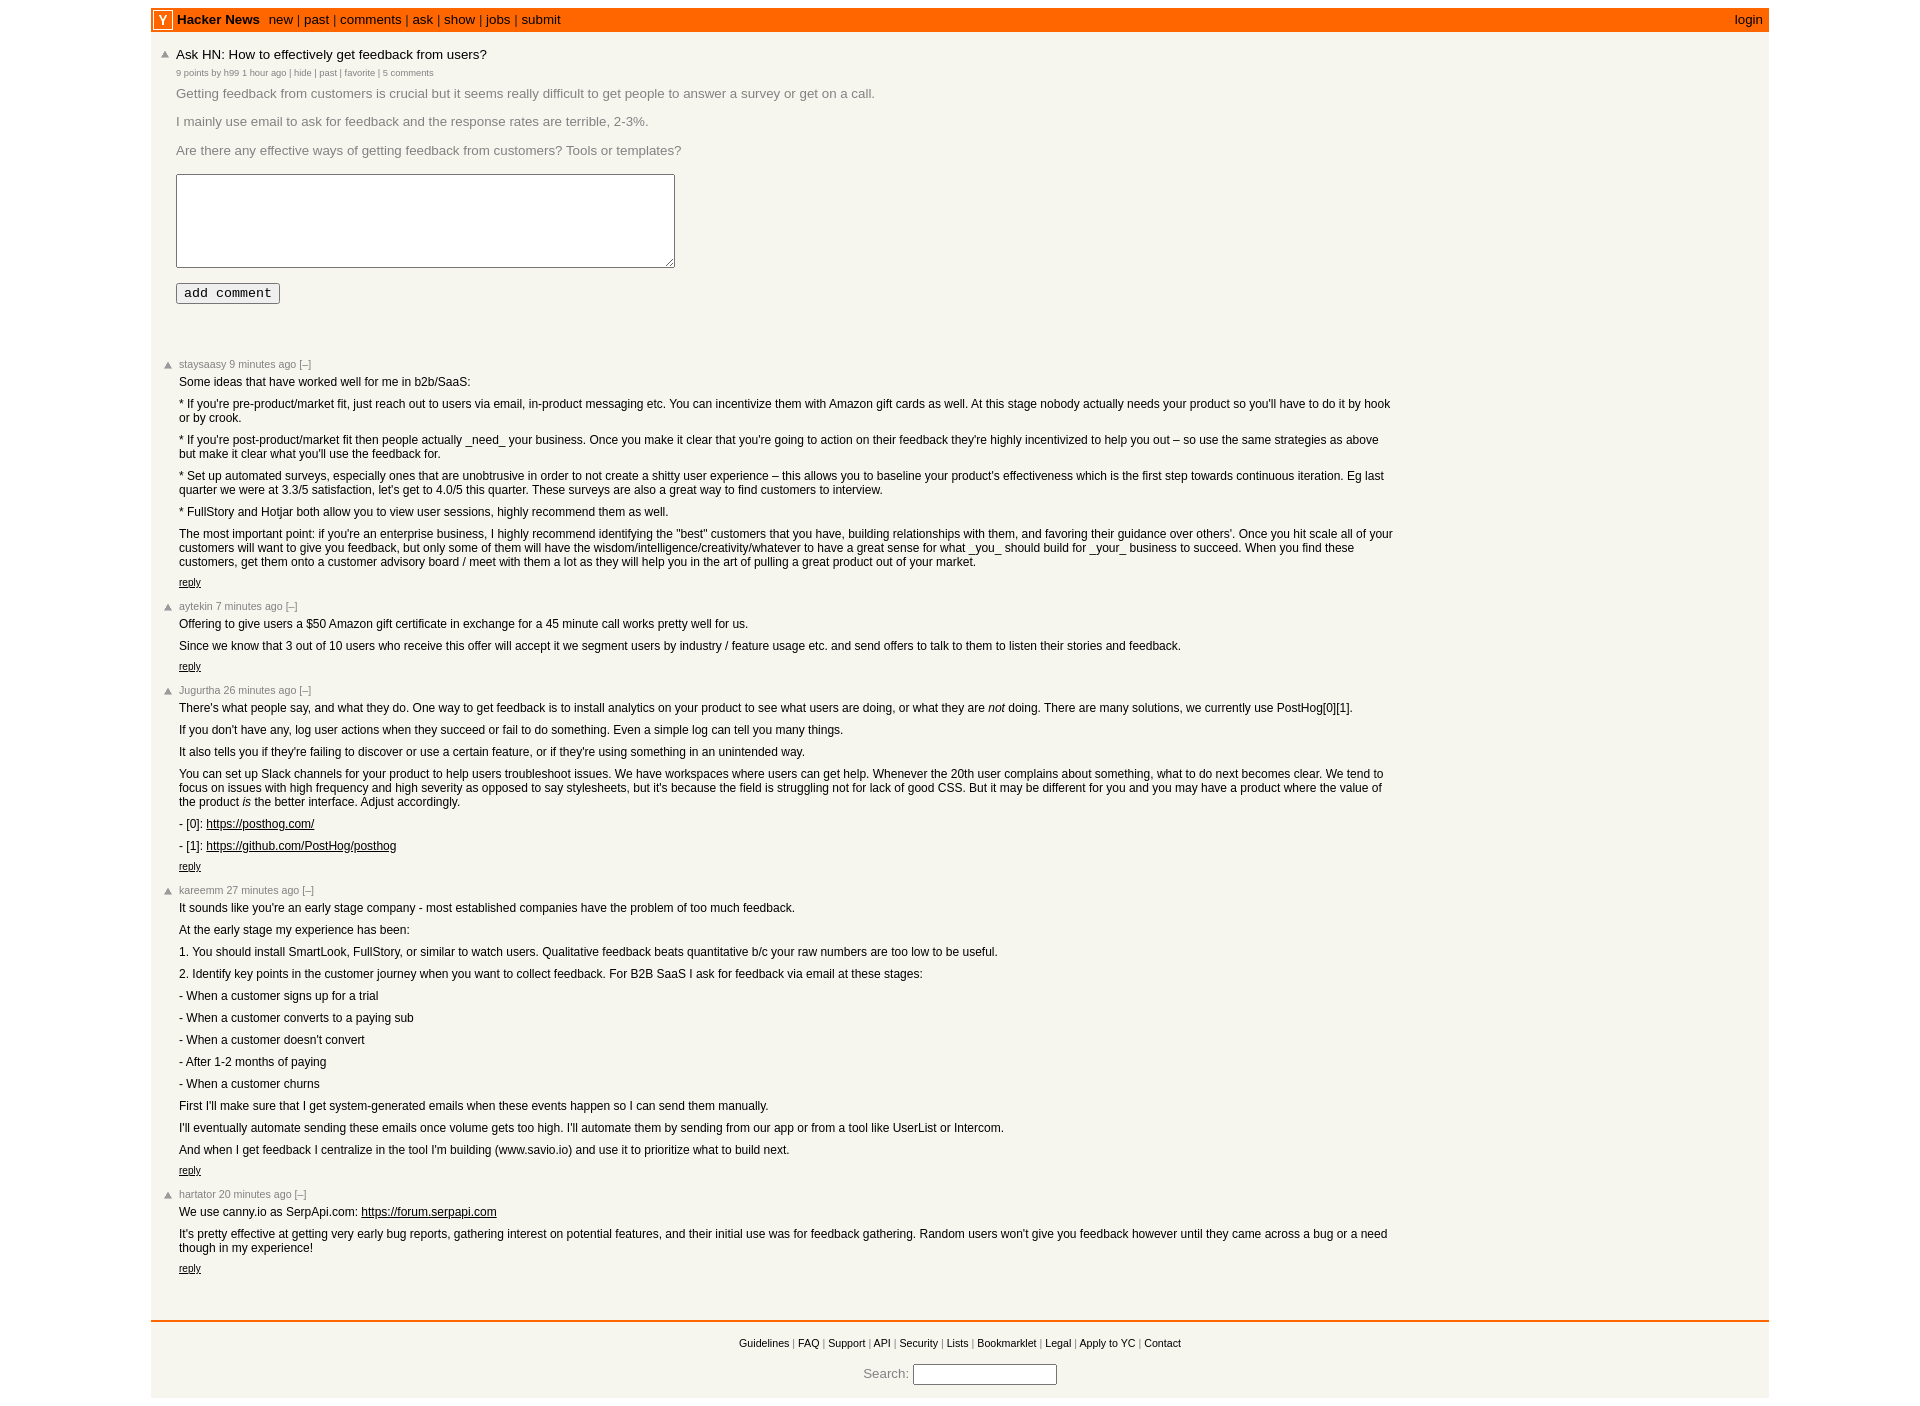 Y Hacker News new | past | comments | ask | show | jobs | submit login
Ask HN: How to effectively get feedback from users?
9 points by h99 1 hour ago | hide | past | favorite | 5 comments
Getting feedback from customers is crucial but it seems really difficult to get people to answer a survey or get on a call.
I mainly use email to ask for feedback and the response rates are terrible, 2-3%.
Are there any effective ways of getting feedback from customers? Tools or templates?
add comment
staysaasy 9 minutes ago [–]
Some ideas that have worked well for me in b2b/SaaS:
* If you're pre-product/market fit, just reach out to users via email, in-product messaging etc. You can incentivize them with Amazon gift cards as well. At this stage nobody actually needs your product so you'll have to do it by hook
or by crook.
* If you're post-product/market fit then people actually _need_ your business. Once you make it clear that you're going to action on their feedback they're highly incentivized to help you out – so use the same strategies as above
but make it clear what you'll use the feedback for.
* Set up automated surveys, especially ones that are unobtrusive in order to not create a shitty user experience – this allows you to baseline your product's effectiveness which is the first step towards continuous iteration. Eg last
quarter we were at 3.3/5 satisfaction, let's get to 4.0/5 this quarter. These surveys are also a great way to find customers to interview.
* FullStory and Hotjar both allow you to view user sessions, highly recommend them as well.
The most important point: if you're an enterprise business, I highly recommend identifying the "best" customers that you have, building relationships with them, and favoring their guidance over others'. Once you hit scale all of your
customers will want to give you feedback, but only some of them will have the wisdom/intelligence/creativity/whatever to have a great sense for what _you_ should build for _your_ business to succeed. When you find these
customers, get them onto a customer advisory board / meet with them a lot as they will help you in the art of pulling a great product out of your market.
reply
aytekin 7 minutes ago [–]
Offering to give users a $50 Amazon gift certificate in exchange for a 45 minute call works pretty well for us.
Since we know that 3 out of 10 users who receive this offer will accept it we segment users by industry / feature usage etc. and send offers to talk to them to listen their stories and feedback.
reply
Jugurtha 26 minutes ago [–]
There's what people say, and what they do. One way to get feedback is to install analytics on your product to see what users are doing, or what they are not doing. There are many solutions, we currently use PostHog[0][1].
If you don't have any, log user actions when they succeed or fail to do something. Even a simple log can tell you many things.
It also tells you if they're failing to discover or use a certain feature, or if they're using something in an unintended way.
You can set up Slack channels for your product to help users troubleshoot issues. We have workspaces where users can get help. Whenever the 20th user complains about something, what to do next becomes clear. We tend to
focus on issues with high frequency and high severity as opposed to say stylesheets, but it's because the field is struggling not for lack of good CSS. But it may be different for you and you may have a product where the value of
the product is the better interface. Adjust accordingly.
- [0]: https://posthog.com/
- [1]: https://github.com/PostHog/posthog
reply
kareemm 27 minutes ago [–]
It sounds like you're an early stage company - most established companies have the problem of too much feedback.
At the early stage my experience has been:
1. You should install SmartLook, FullStory, or similar to watch users. Qualitative feedback beats quantitative b/c your raw numbers are too low to be useful.
2. Identify key points in the customer journey when you want to collect feedback. For B2B SaaS I ask for feedback via email at these stages:
- When a customer signs up for a trial
- When a customer converts to a paying sub
- When a customer doesn't convert
- After 1-2 months of paying
- When a customer churns
First I'll make sure that I get system-generated emails when these events happen so I can send them manually.
I'll eventually automate sending these emails once volume gets too high. I'll automate them by sending from our app or from a tool like UserList or Intercom.
And when I get feedback I centralize in the tool I'm building (www.savio.io) and use it to prioritize what to build next.
reply
hartator 20 minutes ago [–]
We use canny.io as SerpApi.com: https://forum.serpapi.com
It's pretty effective at getting very early bug reports, gathering interest on potential features, and their initial use was for feedback gathering. Random users won't give you feedback however until they came across a bug or a need
though in my experience!
reply
Guidelines | FAQ | Support | API | Security | Lists | Bookmarklet | Legal | Apply to YC | Contact
Search: